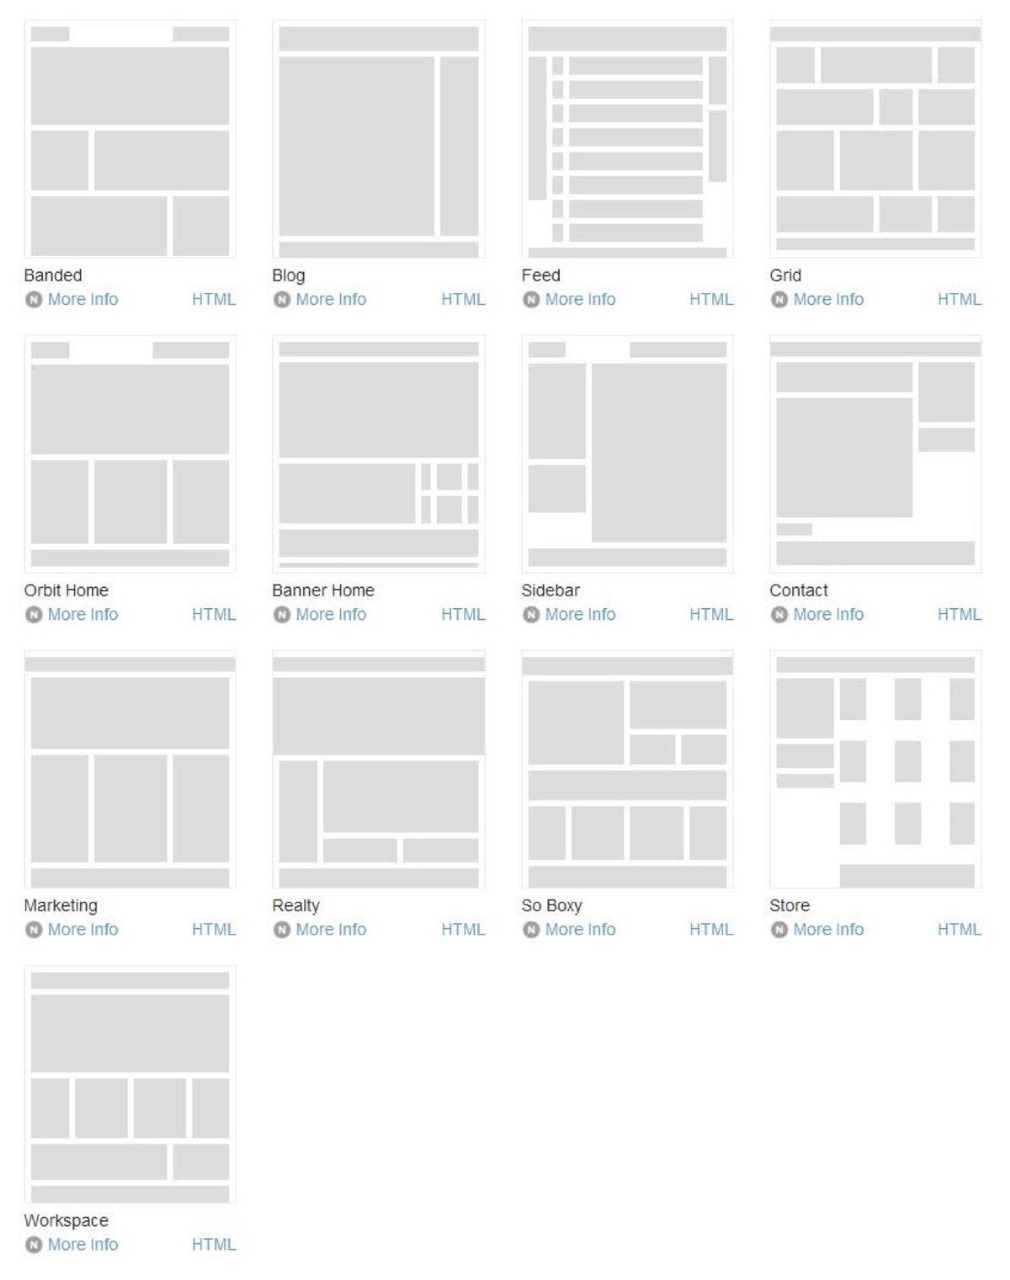 Banded Blog Feed Grid
N More Info HTML N More Info HTML N More Info HTML N More Info HTML
Orbit Home Banner Home Sidebar Contact
N More Info HTML N More Info HTML N More Info HTML N More Info HTML
Marketing Realty So Boxy Store
N More Info HTML N More Info HTML N More Info HTML N More Info HTML
Workspace
N More Info HTML